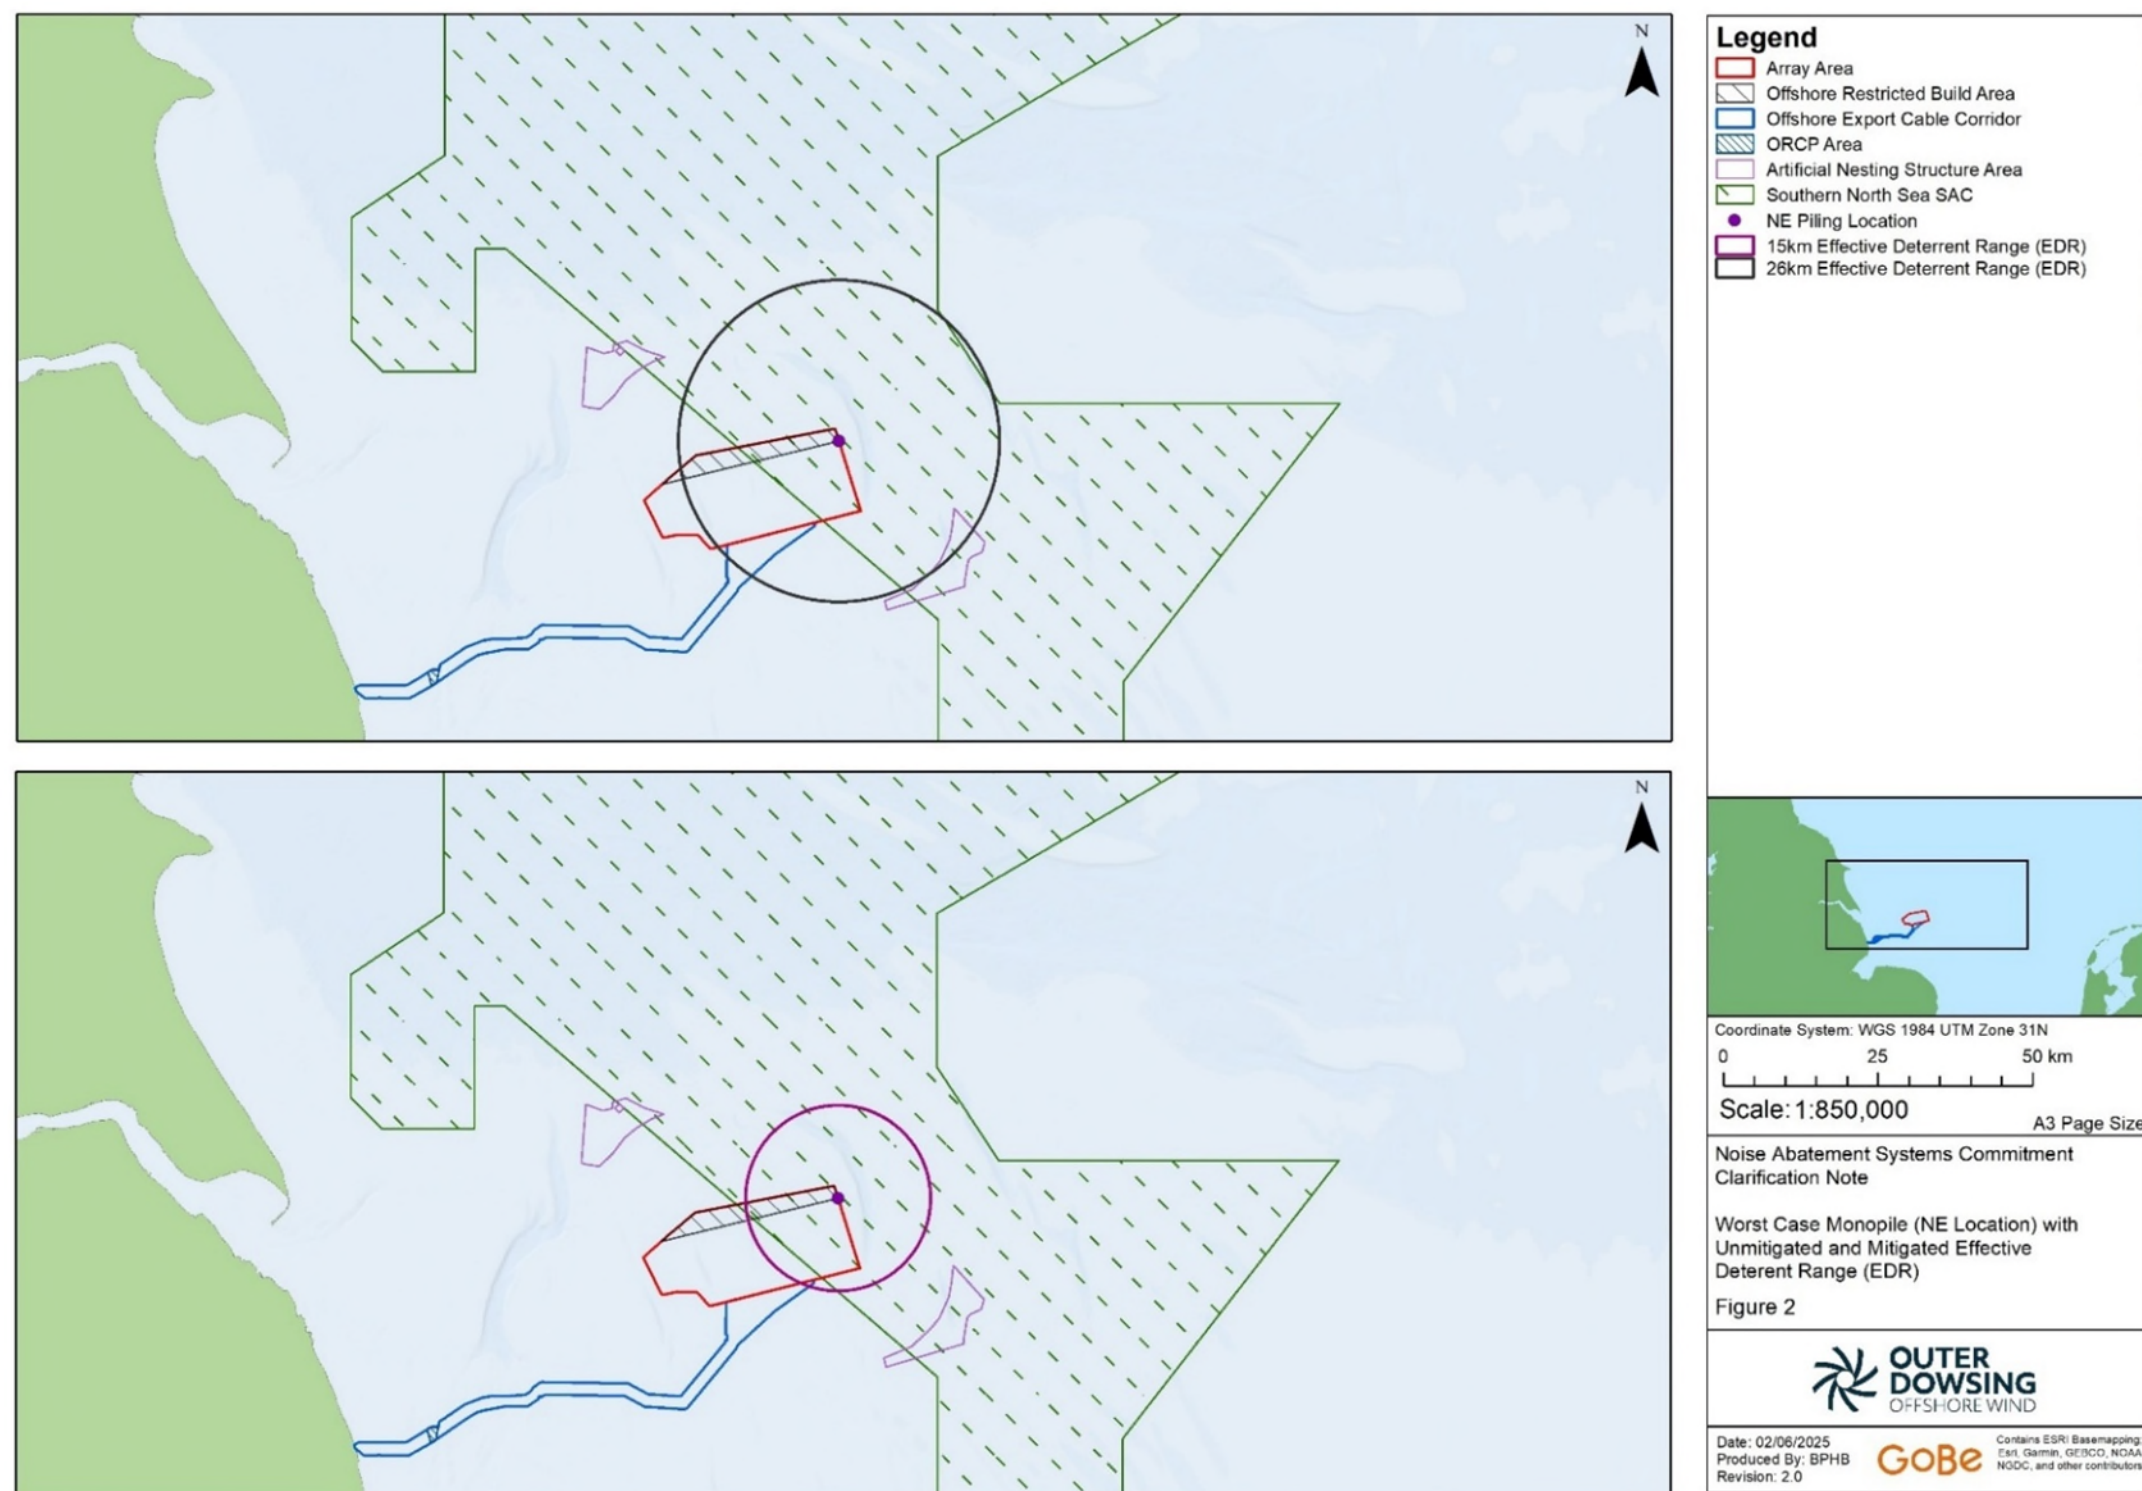 N
N
Legend
Array Area
Offshore Restricted Build Area
Offshore Export Cable Corridor
ORCP Area
Artificial Nesting Structure Area
Southern North Sea SAC
NE Piling Location
15km Effective Deterrent Range (EDR)
26km Effective Deterrent Range (EDR)
Coordinate System: WGS 1984 UTM Zone 31N
0 25 50 km
Scale: 1:850,000
A3 Page Size
Noise Abatement Systems Commitment
Clarification Note
Worst Case Monopile (NE Location) with
Unmitigated and Mitigated Effective
Deterent Range (EDR)
Figure 2
OUTER
DOWSING
OFFSHORE WIND
Date: 02/06/2025
Produced By: BPHB
Revision: 2.0
GoBe
Contains ESRI Basemapping:
Esri, Garmin, GEBCO, NOAA
NGDC, and other contributors